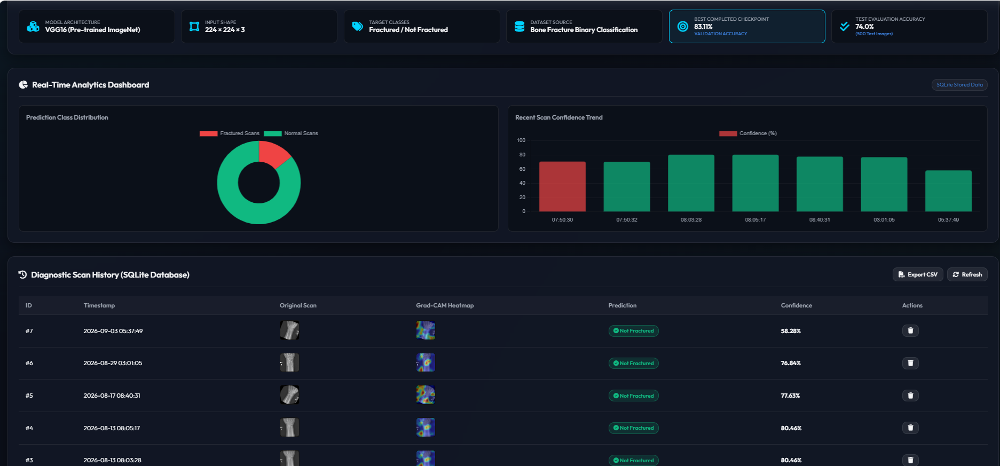 MODEL ARCHITECTURE
VGG16 (Pre-trained ImageNet)
INPUT SHAPE
224 × 224 × 3
TARGET CLASSES
Fractured / Not Fractured
DATASET SOURCE
Bone Fracture Binary Classification
BEST COMPLETED CHECKPOINT
83.11%
VALIDATION ACCURACY
TEST EVALUATION ACCURACY
74.0%
(500 Test Images)
Real-Time Analytics Dashboard
SQLite Stored Data
Prediction Class Distribution
Fractured Scans Normal Scans
Recent Scan Confidence Trend
Confidence (%)
100
80
60
40
20
0
07:50:30 07:50:32 08:03:28 08:05:17 08:40:31 03:01:05 05:37:49
Diagnostic Scan History (SQLite Database)
Export CSV Refresh
ID Timestamp Original Scan Grad-CAM Heatmap Prediction Confidence Actions
#7 2026-09-03 05:37:49 Not Fractured 58.28%
#6 2026-08-29 03:01:05 Not Fractured 76.84%
#5 2026-08-17 08:40:31 Not Fractured 77.63%
#4 2026-08-13 08:05:17 Not Fractured 80.46%
#3 2026-08-13 08:03:28 Not Fractured 80.46%